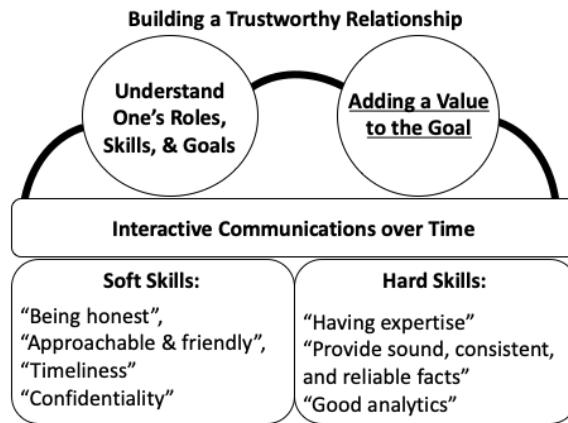 Building a Trustworthy Relationship
Understand
One's Roles,
Skills, & Goals
Adding a Value
to the Goal
Interactive Communications over Time
Soft Skills:
“Being honest”,
“Approachable & friendly”,
“Timeliness”
“Confidentiality”
Hard Skills:
“Having expertise”
“Provide sound, consistent,
and reliable facts”
“Good analytics”